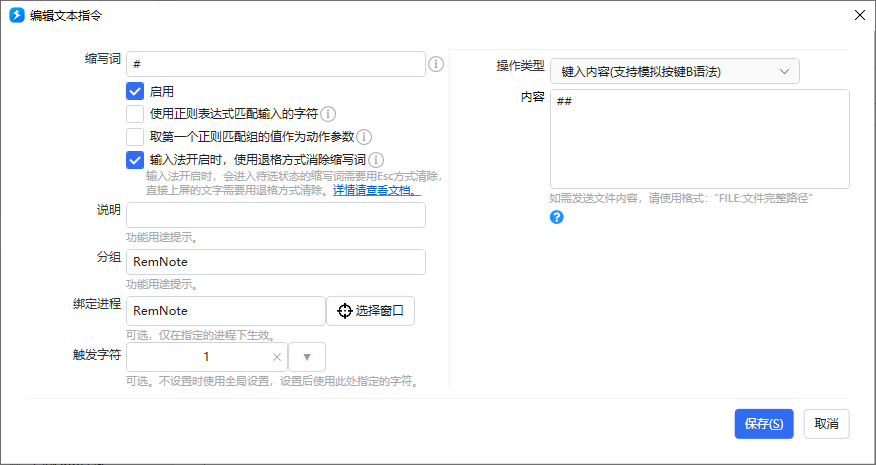 编辑文本指令
缩写词
#
启用
使用正则表达式匹配输入的字符
取第一个正则匹配组的值作为动作参数
输入法开启时，使用退格方式消除缩写词
输入法开启时，会进入待选状态的缩写词需要用Esc方式清除，
直接上屏的文字需要用退格方式清除。详情请查看文档。
说明
功能用途提示。
分组
RemNote
功能用途提示。
绑定进程
RemNote
选择窗口
可选，仅在指定的进程下生效。
触发字符
1
可选。不设置时使用全局设置，设置后使用此处指定的字符。
操作类型
键入内容(支持模拟按键B语法)
内容
##
如需发送文件内容，请使用格式："FILE:文件完整路径"
保存(S)
取消